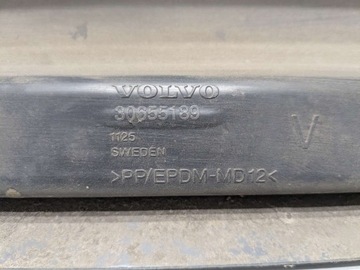 VOLVO
30655189
V
1125
SWEDEN
>PP/EPDM-MD12<